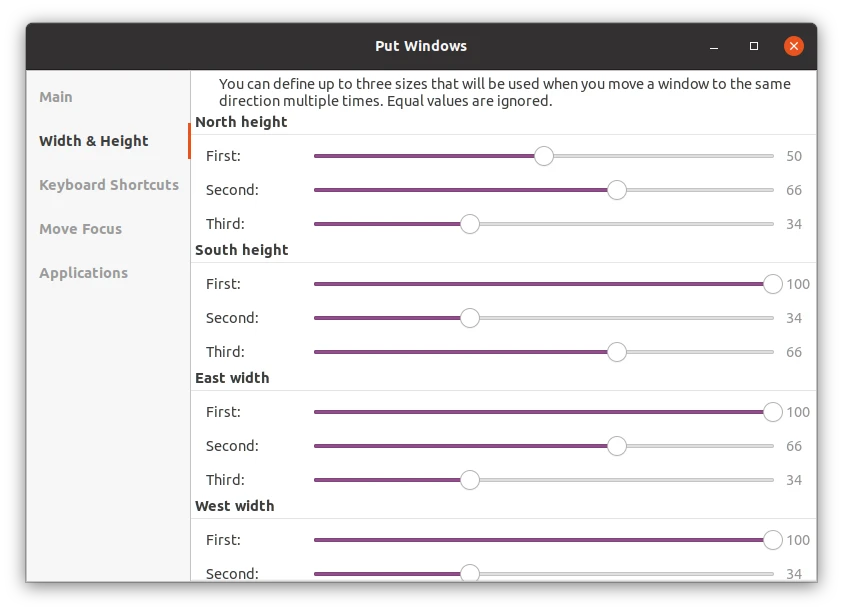 Put Windows
Main
Width & Height
Keyboard Shortcuts
Move Focus
Applications
You can define up to three sizes that will be used when you move a window to the same
direction multiple times. Equal values are ignored.
North height
First: 50
Second: 66
Third: 34
South height
First: 100
Second: 34
Third: 66
East width
First: 100
Second: 66
Third: 34
West width
First: 100
Second: 34